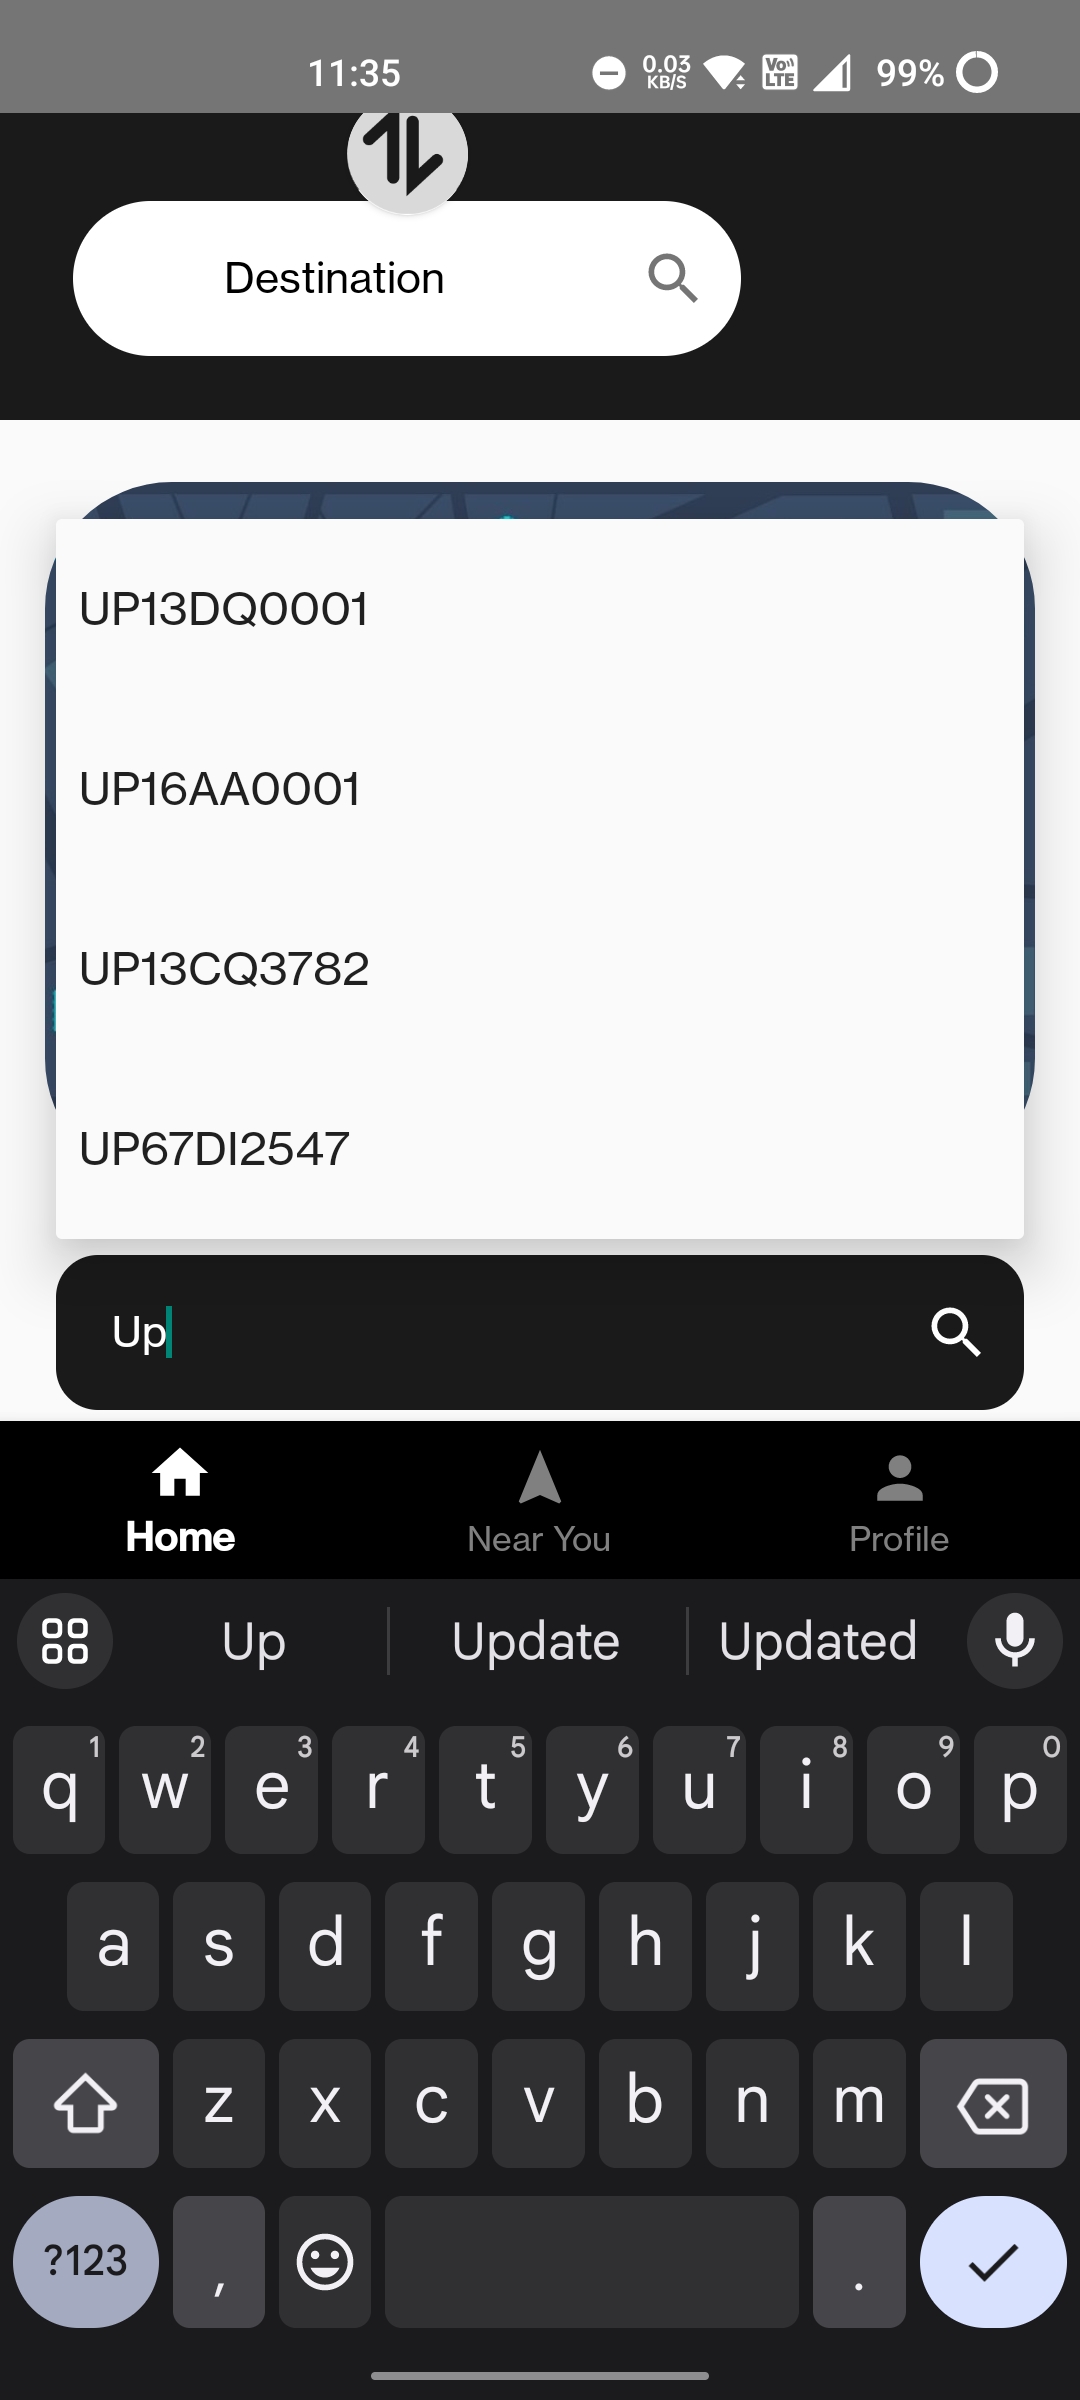 11:35
0.03
KB/S
Vo
LTE
99%
Destination
UP13DQ0001
UP16AA0001
UP13CQ3782
UP67DI2547
Up
Home
Near You
Profile
Up
Update
Updated
q 1 w 2 e 3 r 4 t 5 y 6 u 7 i 8 o 9 p 0
a s d f g h j k l
z x c v b n m
?123 , .